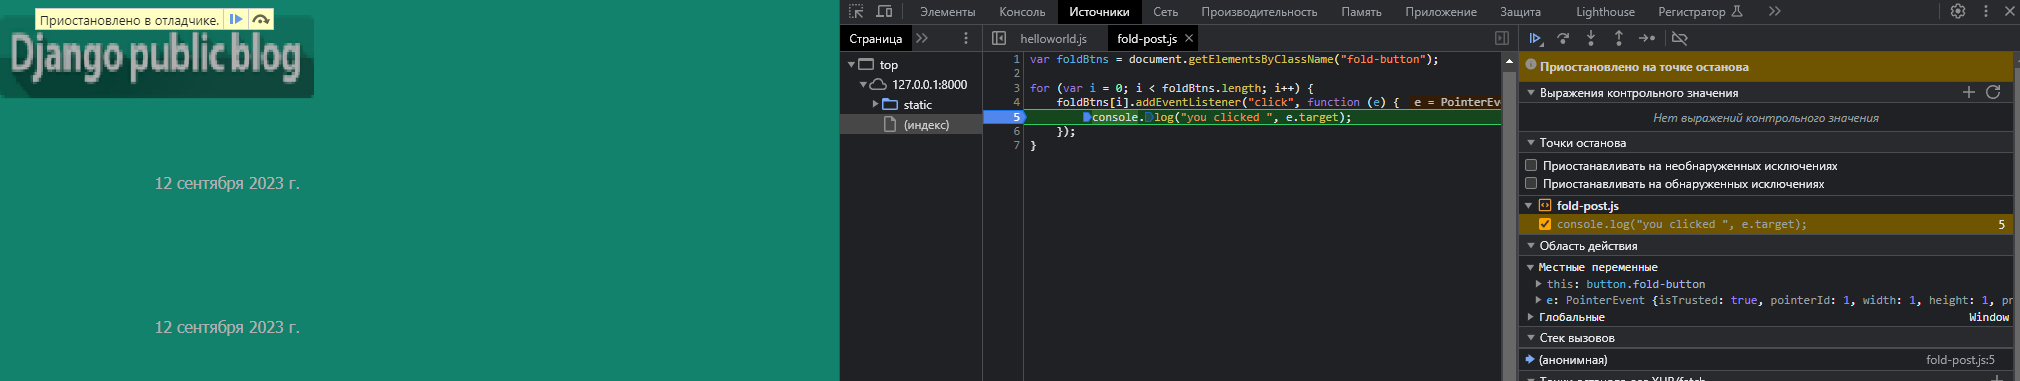 Приостановлено в отладчике.
Django public blog
12 сентября 2023 г.
12 сентября 2023 г.
Элементы Консоль Источники Сеть Производительность Память Приложение Защита Lighthouse Регистратор
Страница
top
127.0.0.1:8000
static
(индекс)
helloworld.js fold-post.js
1 var foldBtns = document.getElementsByClassName("fold-button");
2
3 for (var i = 0; i < foldBtns.length; i++) {
4 foldBtns[i].addEventListener("click", function (e) { e = PointerEv
5 console.log("you clicked ", e.target);
6 });
7 }
Приостановлено на точке останова
Выражения контрольного значения
Нет выражений контрольного значения
Точки останова
Приостанавливать на необнаруженных исключениях
Приостанавливать на обнаруженных исключениях
fold-post.js
console.log("you clicked ", e.target); 5
Область действия
Местные переменные
this: button.fold-button
e: PointerEvent {isTrusted: true, pointerId: 1, width: 1, height: 1, pr
Глобальные Window
Стек вызовов
(анонимная) fold-post.js:5
Точки останова для XHR/fetch